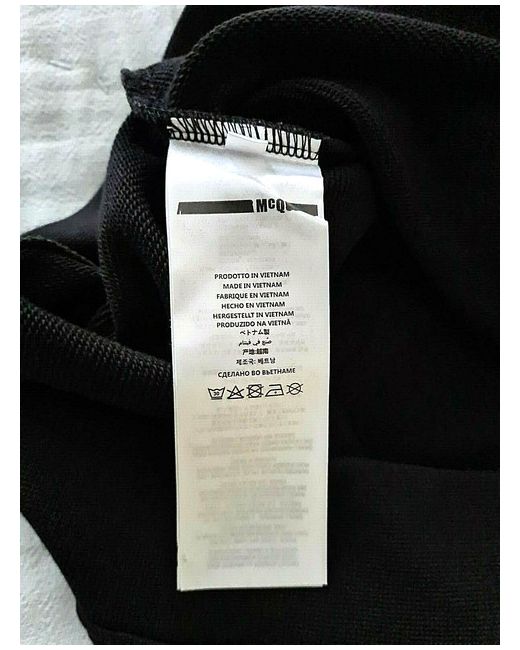 McQ
PRODOTTO IN VIETNAM
MADE IN VIETNAM
FABRIQUE EN VIETNAM
HECHO EN VIETNAM
HERGESTELLT IN VIETNAM
PRODUZIDO NA VIETNÃ
ベトナム製
صنع في فيتنام
产地:越南
제조국: 베트남
СДЕЛАНО ВО ВЬЕТНАМЕ
30